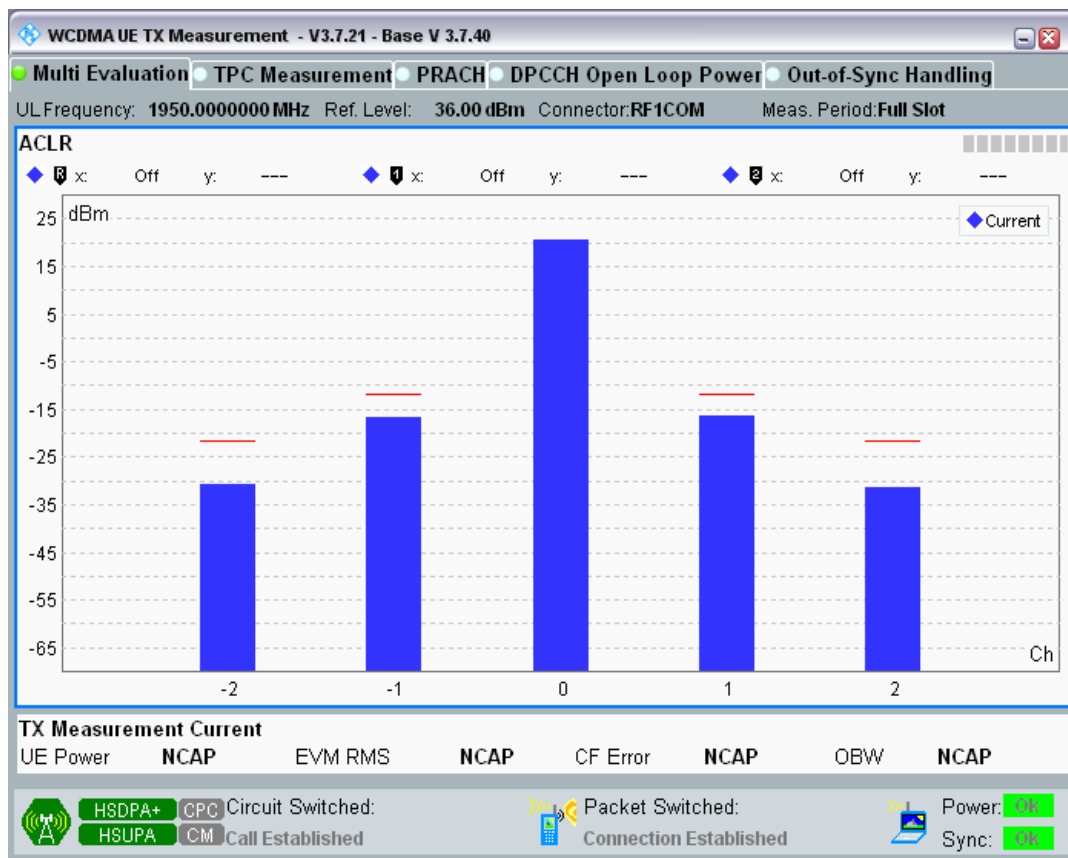 WCDMA UE TX Measurement - V3.7.21 - Base V 3.7.40
Multi Evaluation TPC Measurement PRACH DPCCH Open Loop Power Out-of-Sync Handling
UL Frequency: 1950.0000000 MHz Ref. Level: 36.00 dBm Connector:RF1COM Meas. Period:Full Slot
ACLR
R x: Off y: --- 1 x: Off y: --- 2 x: Off y: ---
dBm
Current
25
15
5
-5
-15
-25
-35
-45
-55
-65
Ch
-2 -1 0 1 2
TX Measurement Current
UE Power NCAP EVM RMS NCAP CF Error NCAP OBW NCAP
HSDPA+ CPC Circuit Switched: Packet Switched: Power: OK
HSUPA CM Call Established Connection Established Sync: OK